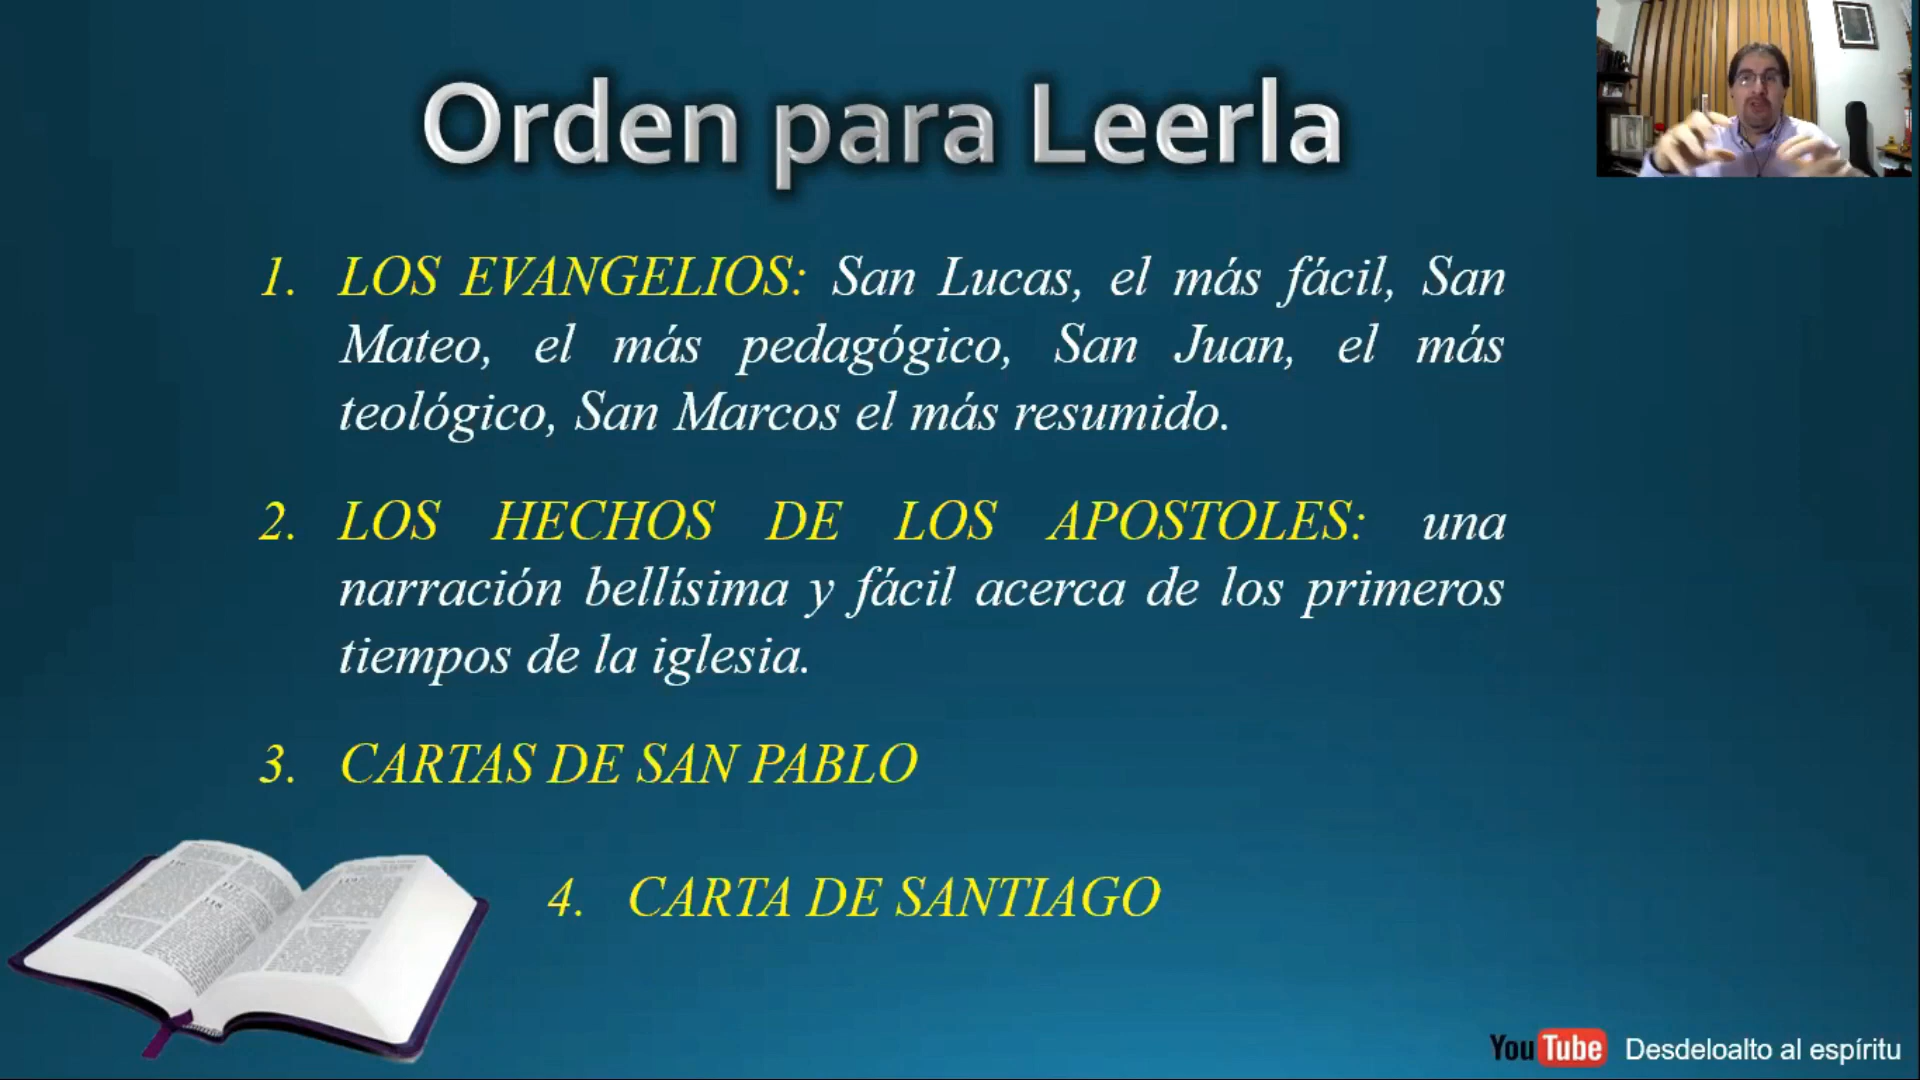 Orden para Leerla
1. LOS EVANGELIOS: San Lucas, el más fácil, San
Mateo, el más pedagógico, San Juan, el más
teológico, San Marcos el más resumido.
2. LOS HECHOS DE LOS APOSTOLES: una
narración bellísima y fácil acerca de los primeros
tiempos de la iglesia.
3. CARTAS DE SAN PABLO
4. CARTA DE SANTIAGO
YouTube Desdeloalto al espíritu